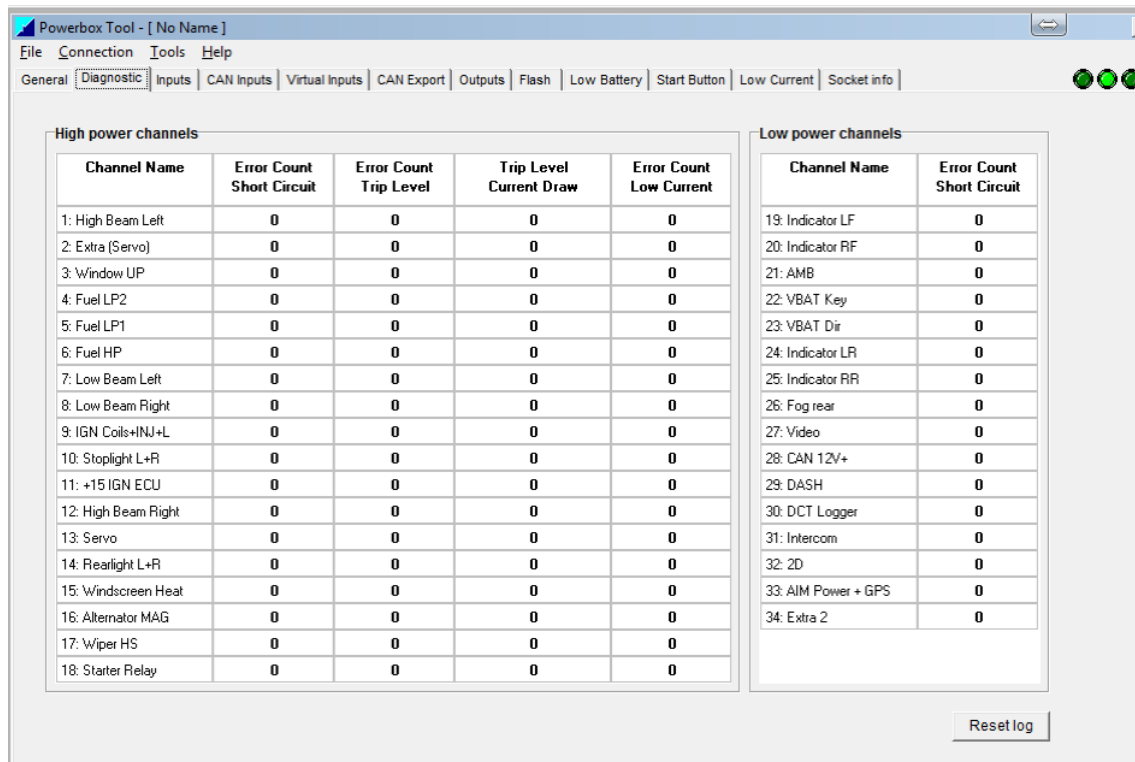 Powerbox Tool - [ No Name ]
File Connection Tools Help
General Diagnostic Inputs CAN Inputs Virtual Inputs CAN Export Outputs Flash Low Battery Start Button Low Current Socket info
High power channels
Channel Name Error Count Short Circuit Error Count Trip Level Trip Level Current Draw Error Count Low Current
1: High Beam Left 0 0 0 0
2: Extra (Servo) 0 0 0 0
3: Window UP 0 0 0 0
4: Fuel LP2 0 0 0 0
5: Fuel LP1 0 0 0 0
6: Fuel HP 0 0 0 0
7: Low Beam Left 0 0 0 0
8: Low Beam Right 0 0 0 0
9: IGN Coils+INJ+L 0 0 0 0
10: Stoplight L+R 0 0 0 0
11: +15 IGN ECU 0 0 0 0
12: High Beam Right 0 0 0 0
13: Servo 0 0 0 0
14: Rearlight L+R 0 0 0 0
15: Windscreen Heat 0 0 0 0
16: Alternator MAG 0 0 0 0
17: Wiper HS 0 0 0 0
18: Starter Relay 0 0 0 0
Low power channels
Channel Name Error Count Short Circuit
19: Indicator LF 0
20: Indicator RF 0
21: AMB 0
22: VBAT Key 0
23: VBAT Dir 0
24: Indicator LR 0
25: Indicator RR 0
26: Fog rear 0
27: Video 0
28: CAN 12V+ 0
29: DASH 0
30: DCT Logger 0
31: Intercom 0
32: 2D 0
33: AIM Power + GPS 0
34: Extra 2 0
Reset log